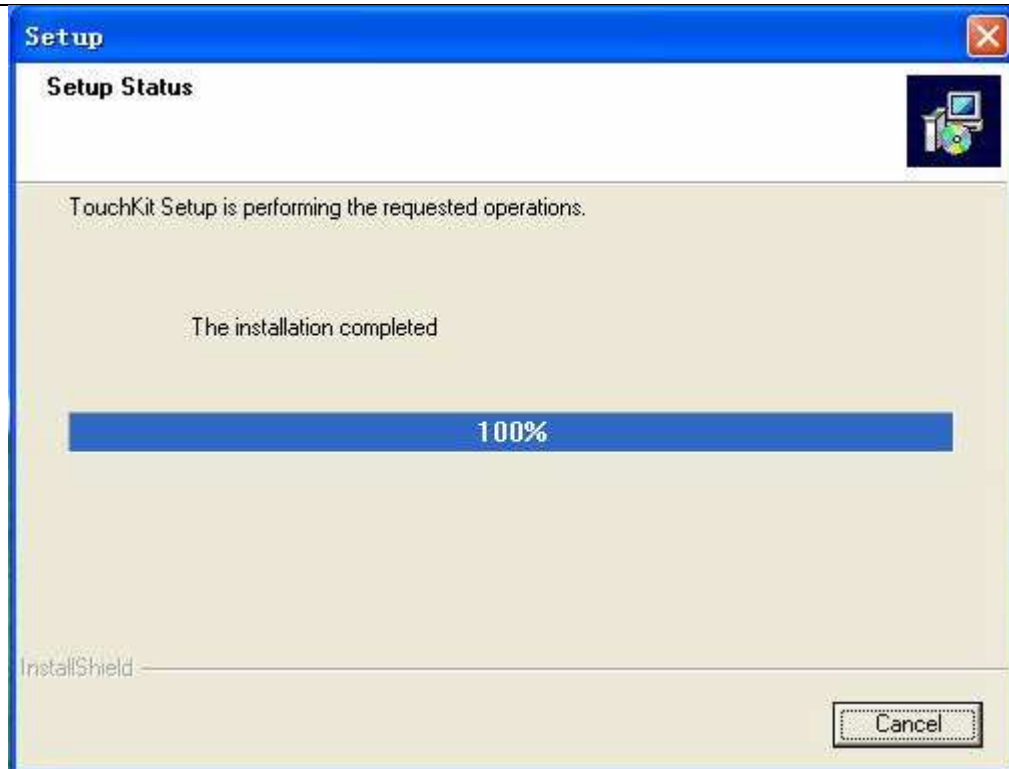 Setup
Setup Status
TouchKit Setup is performing the requested operations.
The installation completed
100%
InstallShield
Cancel